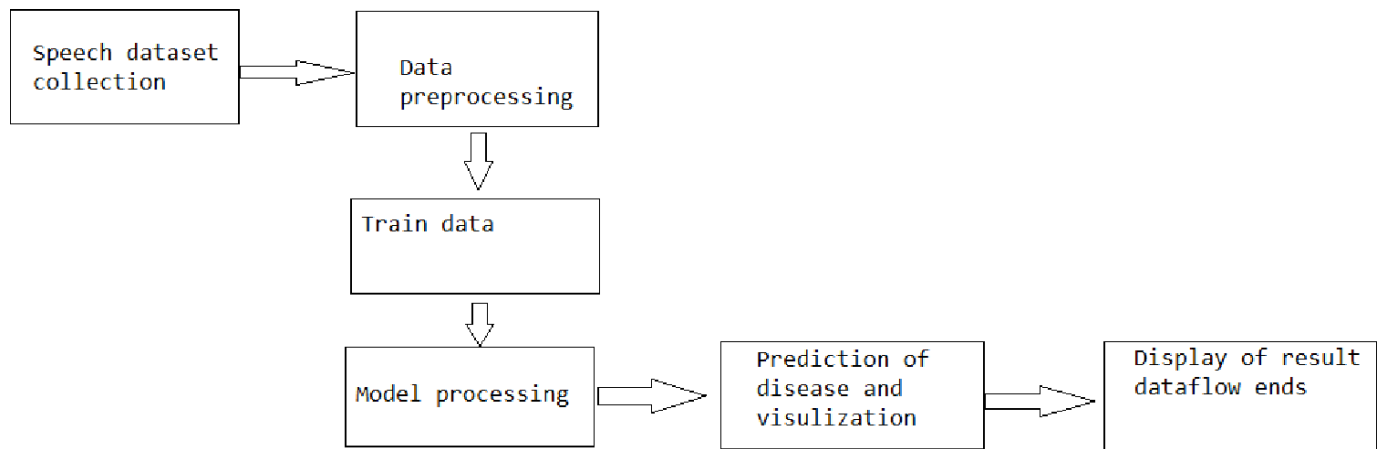 Speech dataset
collection
Data
preprocessing
Train data
Model processing
Prediction of
disease and
visulization
Display of result
dataflow ends